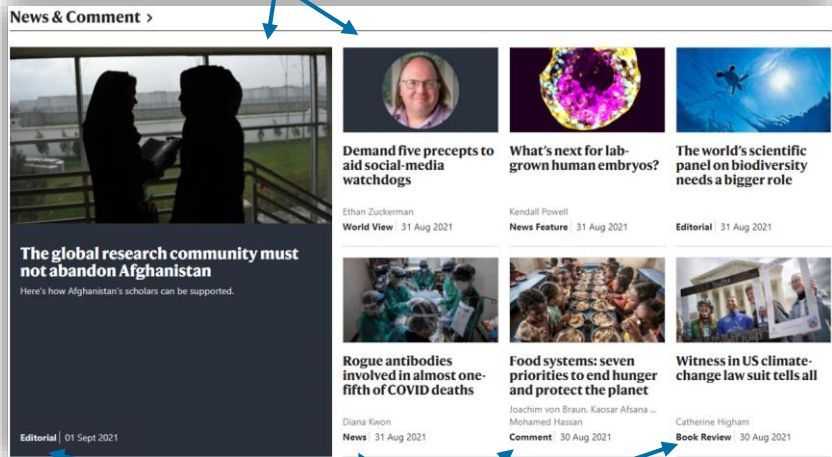 News & Comment >
The global research community must
not abandon Afghanistan
Here's how Afghanistan's scholars can be supported.
Editorial | 01 Sept 2021
Demand five precepts to
aid social-media
watchdogs
Ethan Zuckerman
World View | 31 Aug 2021
What's next for lab-
grown human embryos?
Kendall Powell
News Feature | 31 Aug 2021
The world's scientific
panel on biodiversity
needs a bigger role
Editorial | 31 Aug 2021
Rogue antibodies
involved in almost one-
fifth of COVID deaths
Diana Kwon
News | 31 Aug 2021
Food systems: seven
priorities to end hunger
and protect the planet
Joachim von Braun, Kaosar Afsana ...
Mohamed Hassan
Comment | 30 Aug 2021
Witness in US climate-
change law suit tells all
Catherine Higham
Book Review | 30 Aug 2021